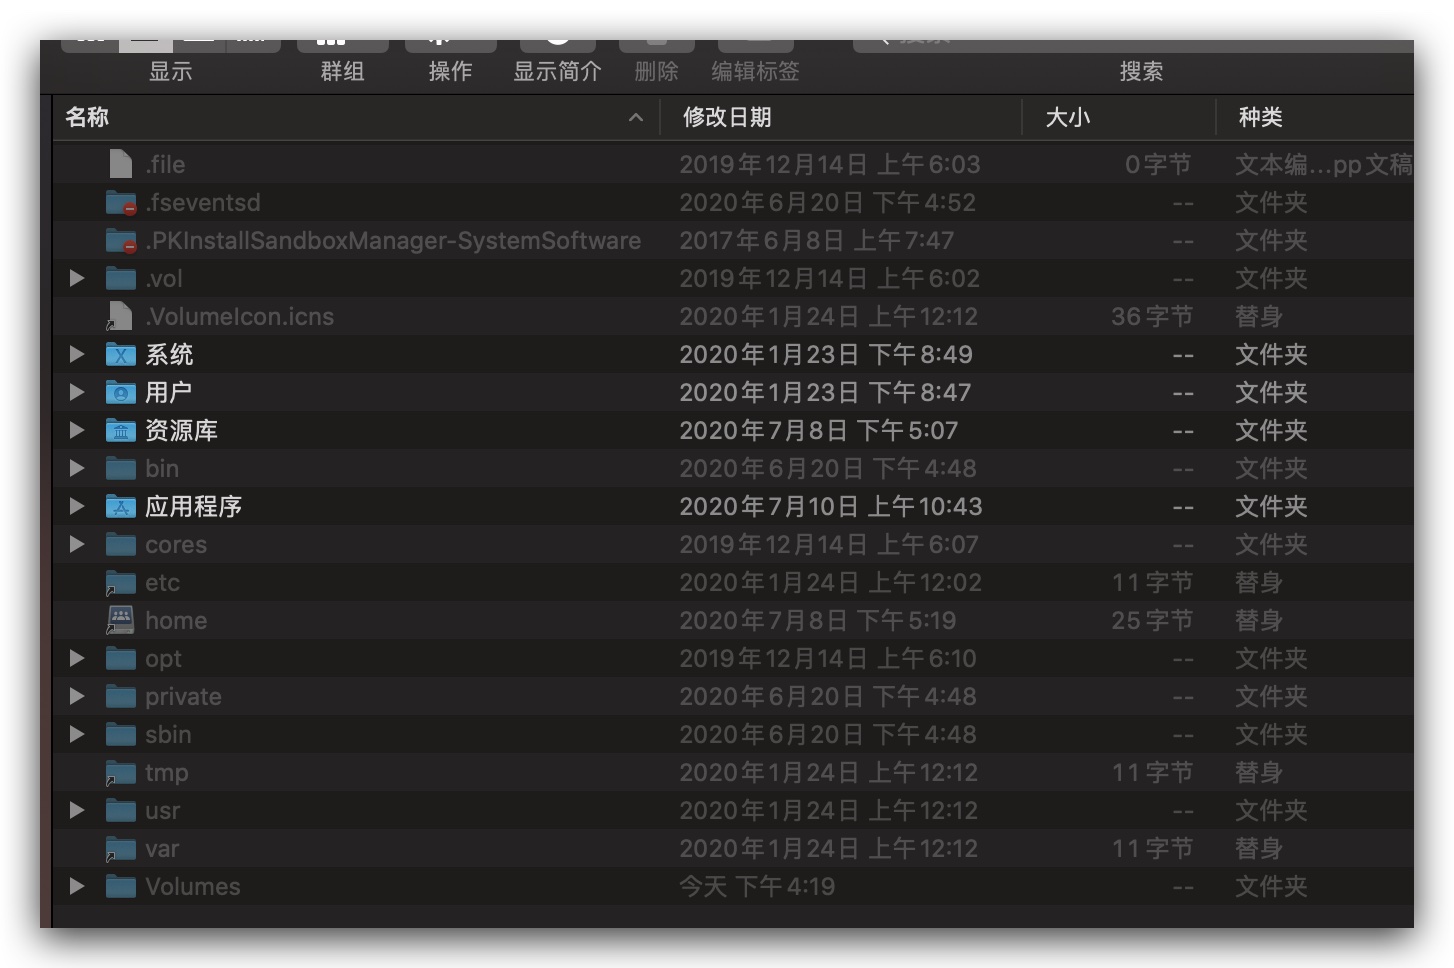 显示 群组 操作 显示简介 删除 编辑标签 搜索
名称 修改日期 大小 种类
.file 2019年12月14日 上午6:03 0字节 文本编…pp文稿
.fseventsd 2020年6月20日 下午4:52 -- 文件夹
.PKInstallSandboxManager-SystemSoftware 2017年6月8日 上午7:47 -- 文件夹
.vol 2019年12月14日 上午6:02 -- 文件夹
.VolumeIcon.icns 2020年1月24日 上午12:12 36字节 替身
系统 2020年1月23日 下午8:49 -- 文件夹
用户 2020年1月23日 下午8:47 -- 文件夹
资源库 2020年7月8日 下午5:07 -- 文件夹
bin 2020年6月20日 下午4:48 -- 文件夹
应用程序 2020年7月10日 上午10:43 -- 文件夹
cores 2019年12月14日 上午6:07 -- 文件夹
etc 2020年1月24日 上午12:02 11字节 替身
home 2020年7月8日 下午5:19 25字节 替身
opt 2019年12月14日 上午6:10 -- 文件夹
private 2020年6月20日 下午4:48 -- 文件夹
sbin 2020年6月20日 下午4:48 -- 文件夹
tmp 2020年1月24日 上午12:12 11字节 替身
usr 2020年1月24日 上午12:12 -- 文件夹
var 2020年1月24日 上午12:12 11字节 替身
Volumes 今天 下午4:19 -- 文件夹